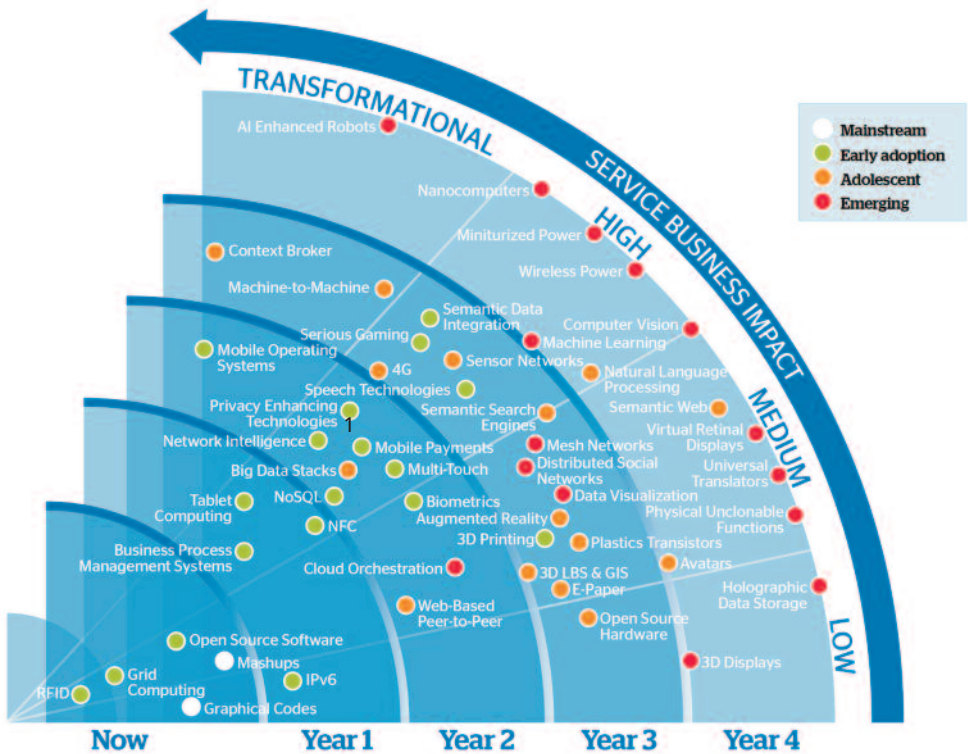 TRANSFORMATIONAL
HIGH
MEDIUM
LOW
SERVICE BUSINESS IMPACT
Mainstream
Early adoption
Adolescent
Emerging
AI Enhanced Robots
Nanocomputers
Miniturized Power
Context Broker
Wireless Power
Machine-to-Machine
Semantic Data
Integration
Computer Vision
Serious Gaming
Machine Learning
Mobile Operating
Systems
4G
Sensor Networks
Natural Language
Processing
Speech Technologies
Privacy Enhancing
Technologies
1
Semantic Search
Engines
Semantic Web
Network Intelligence
Mobile Payments
Mesh Networks
Virtual Retinal
Displays
Big Data Stacks
Multi-Touch
Distributed Social
Networks
Universal
Translators
Tablet
Computing
NoSQL
Biometrics
Data Visualization
Physical Unclonable
Functions
NFC
Augmented Reality
3D Printing
Plastics Transistors
Business Process
Management Systems
Cloud Orchestration
3D LBS & GIS
Avatars
E-Paper
Holographic
Data Storage
Web-Based
Peer-to-Peer
Open Source
Hardware
Open Source Software
Mashups
3D Displays
Grid
Computing
IPv6
RFID
Graphical Codes
Now
Year 1
Year 2
Year 3
Year 4